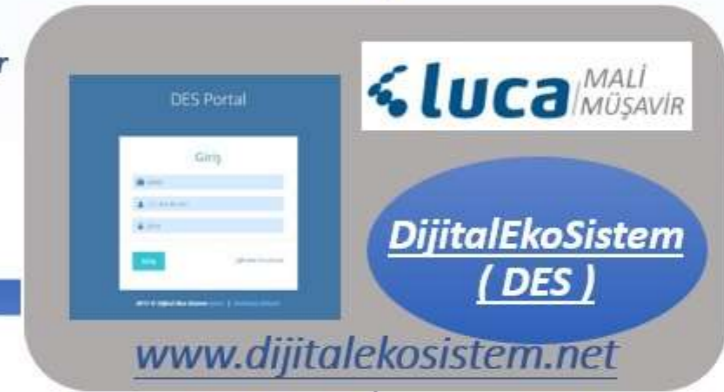 r
DES Portal
Giriş
luca MALİ MÜŞAVİR
DijitalEkoSistem
( DES )
www.dijitalekosistem.net